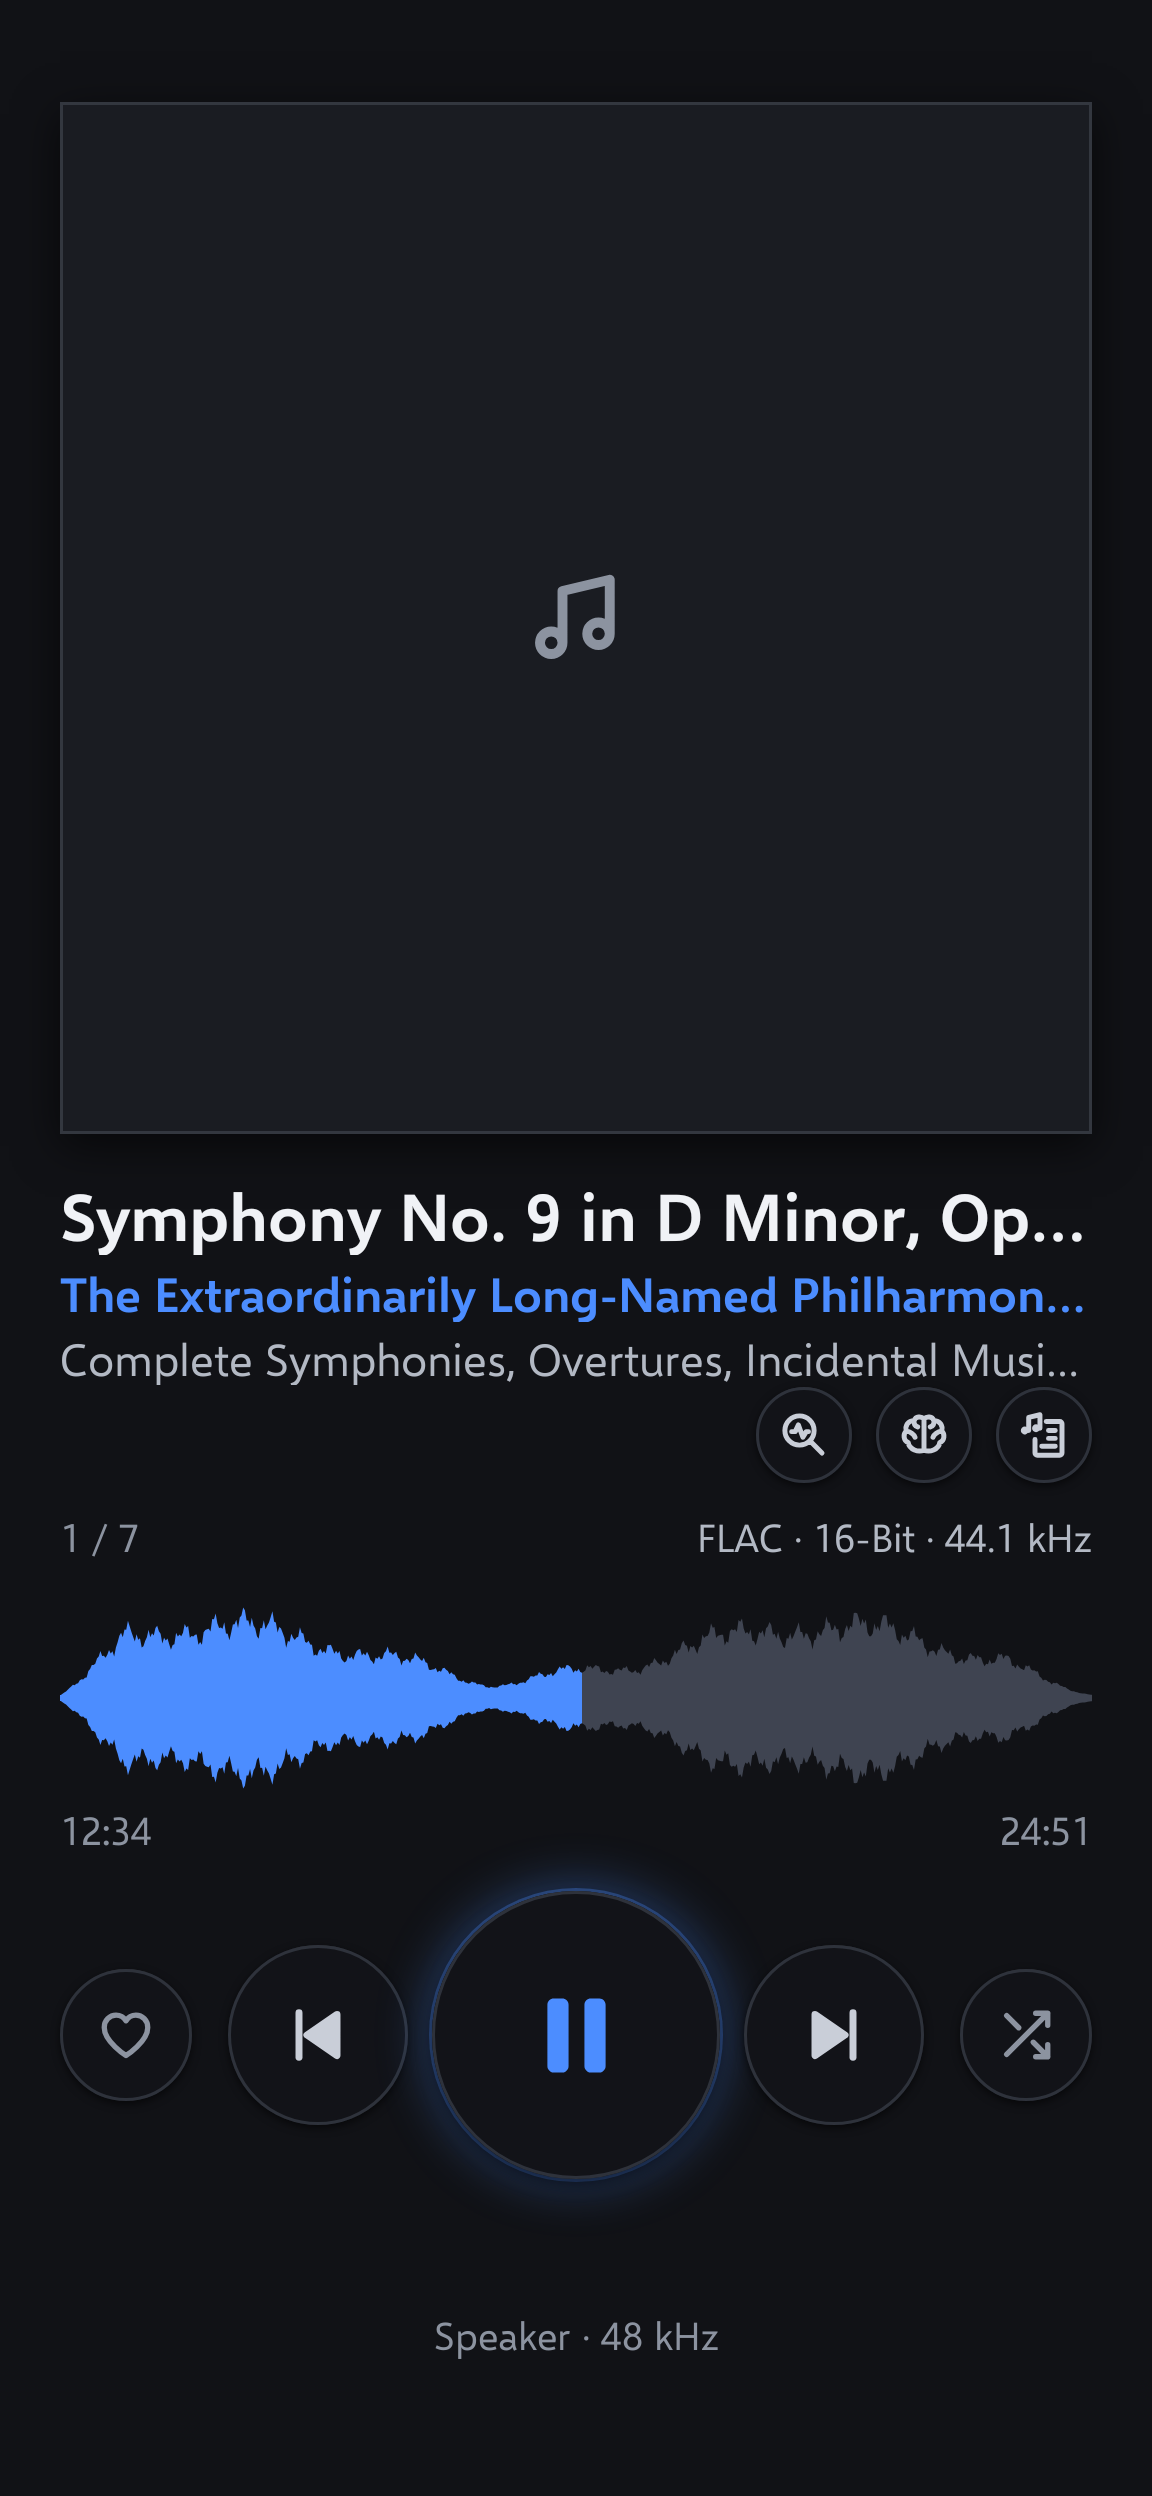 Symphony No. 9 in D Minor, Op...
The Extraordinarily Long-Named Philharmon...
Complete Symphonies, Overtures, Incidental Musi...
1 / 7
FLAC · 16-Bit · 44.1 kHz
12:34
24:51
Speaker · 48 kHz